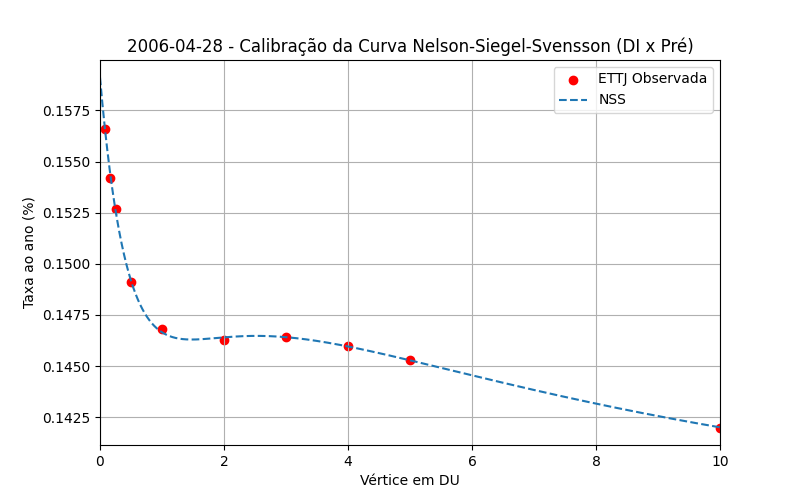 2006-04-28 - Calibração da Curva Nelson-Siegel-Svensson (DI x Pré)
ETTJ Observada
NSS
Taxa ao ano (%)
0.1575
0.1550
0.1525
0.1500
0.1475
0.1450
0.1425
0 2 4 6 8 10
Vértice em DU